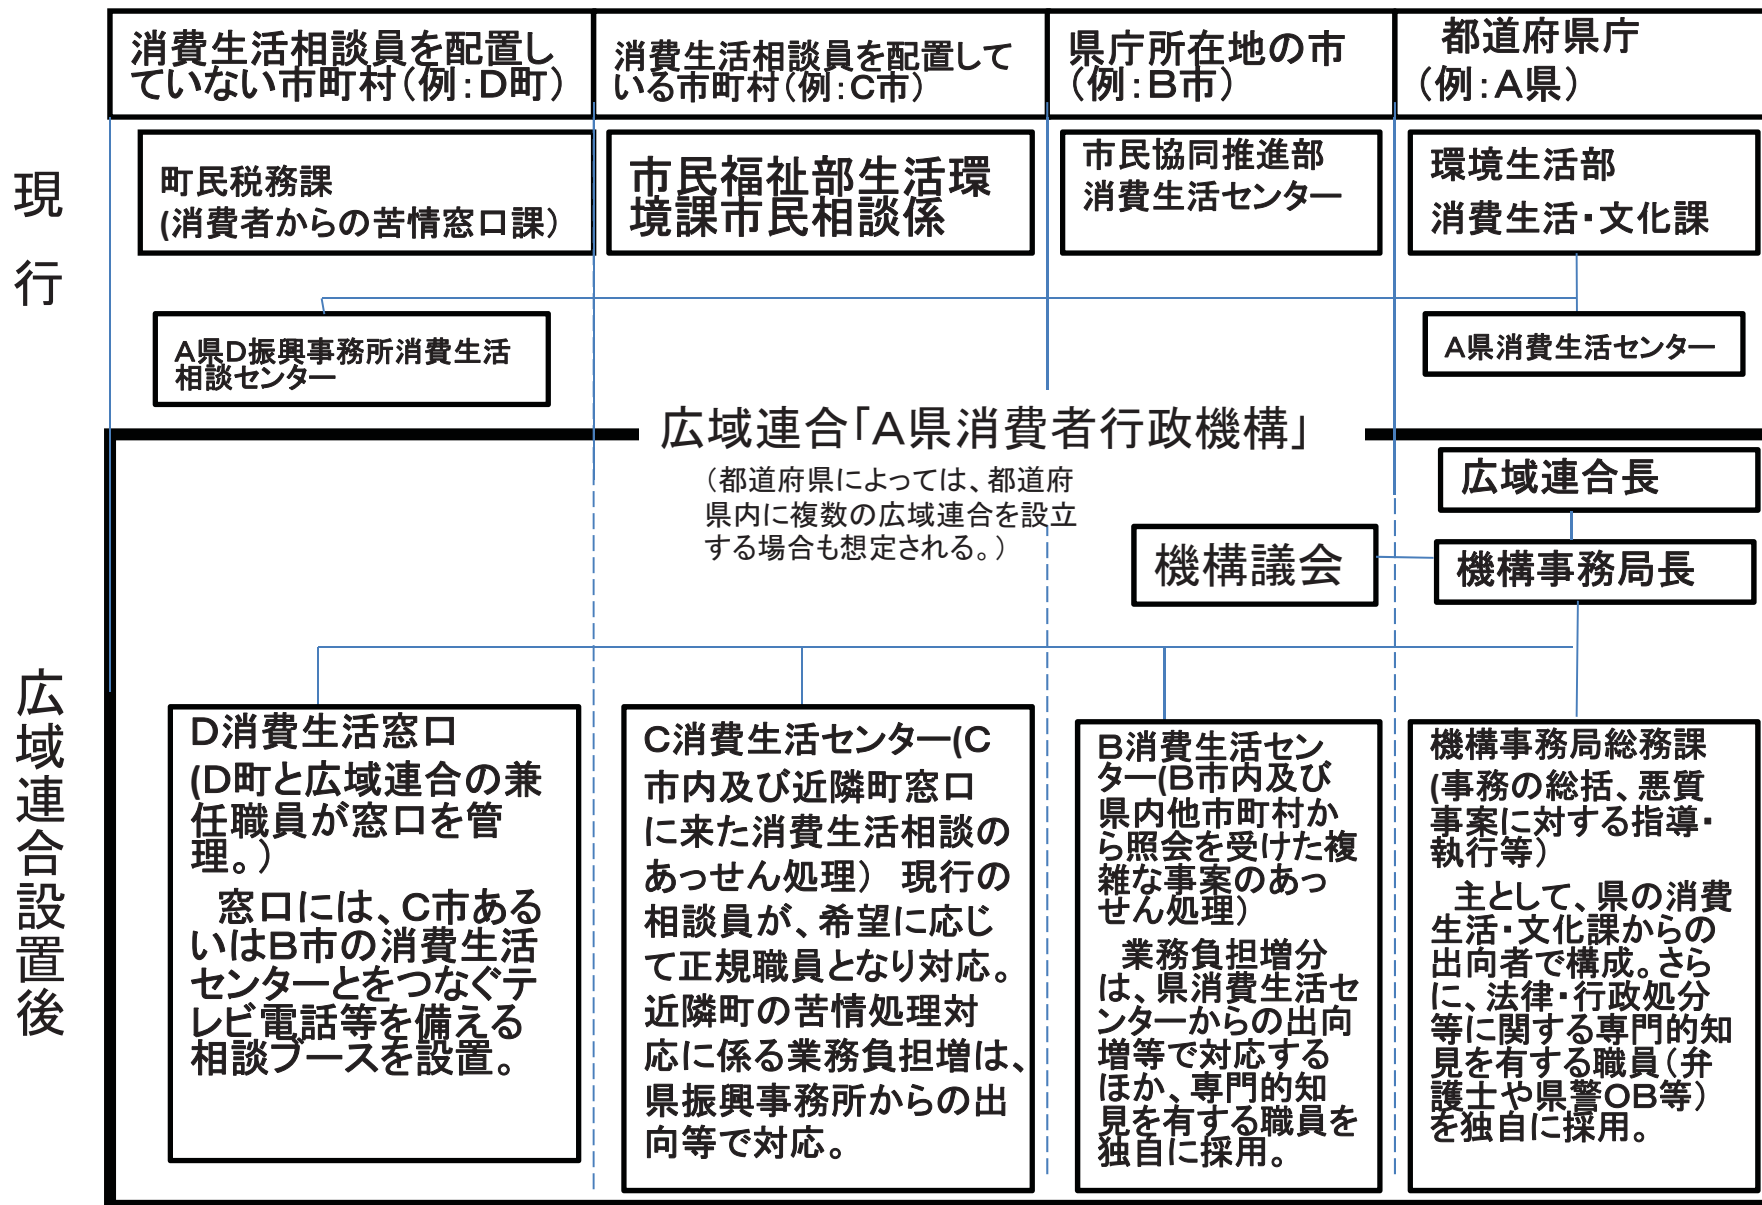 消費生活相談員を配置し
ていない市町村(例:D町)
消費生活相談員を配置して
いる市町村(例:C市)
県庁所在地の市
(例:B市)
都道府県庁
(例:A県)
現行
町民税務課
(消費者からの苦情窓口課)
市民福祉部生活環
境課市民相談係
市民協同推進部
消費生活センター
環境生活部
消費生活・文化課
A県D振興事務所消費生活
相談センター
A県消費生活センター
広域連合「A県消費者行政機構」
(都道府県によっては、都道府
県内に複数の広域連合を設立
する場合も想定される。)
広域連合長
機構議会
機構事務局長
広域連合設置後
D消費生活窓口
(D町と広域連合の兼
任職員が窓口を管
理。)
窓口には、C市ある
いはB市の消費生活
センターとをつなぐテ
レビ電話等を備える
相談ブースを設置。
C消費生活センター(C
市内及び近隣町窓口
に来た消費生活相談の
あっせん処理) 現行の
相談員が、希望に応じ
て正規職員となり対応。
近隣町の苦情処理対
応に係る業務負担増は、
県振興事務所からの出
向等で対応。
B消費生活セン
ター(B市内及び
県内他市町村か
ら照会を受けた複
雑な事案のあっ
せん処理)
業務負担増分
は、県消費生活セ
ンターからの出向
増等で対応する
ほか、専門的知
見を有する職員を
独自に採用。
機構事務局総務課
(事務の総括、悪質
事案に対する指導・
執行等)
主として、県の消費
生活・文化課からの
出向者で構成。さら
に、法律・行政処分
等に関する専門的知
見を有する職員(弁
護士や県警OB等)
を独自に採用。